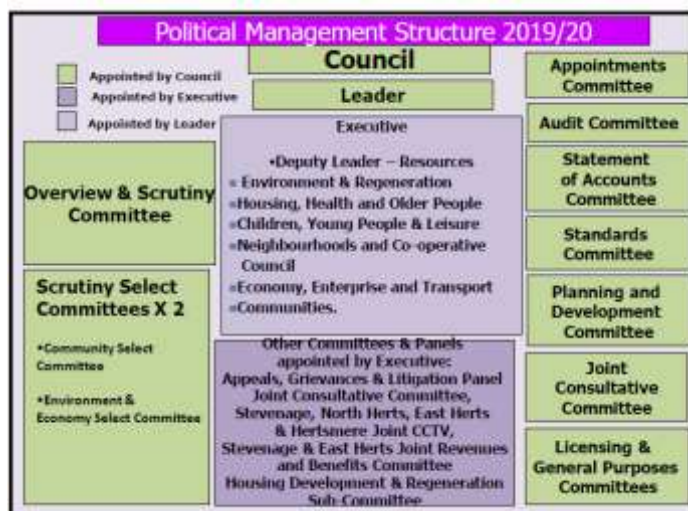 Political Management Structure 2019/20
Council
Leader
Appointed by Council
Appointed by Executive
Appointed by Leader
Overview & Scrutiny
Committee
Scrutiny Select
Committees X 2
•Community Select
Committee
•Environment &
Economy Select Committee
Executive
•Deputy Leader – Resources
Environment & Regeneration
Housing, Health and Older People
Children, Young People & Leisure
Neighbourhoods and Co-operative
Council
Economy, Enterprise and Transport
Communities.
Other Committees & Panels
appointed by Executive:
Appeals, Grievances & Litigation Panel
Joint Consultative Committee,
Stevenage, North Herts, East Herts
& Hertsmere Joint CCTV,
Stevenage & East Herts Joint Revenues
and Benefits Committee
Housing Development & Regeneration
Sub-Committee
Appointments
Committee
Audit Committee
Statement
of Accounts
Committee
Standards
Committee
Planning and
Development
Committee
Joint
Consultative
Committee
Licensing &
General Purposes
Committees